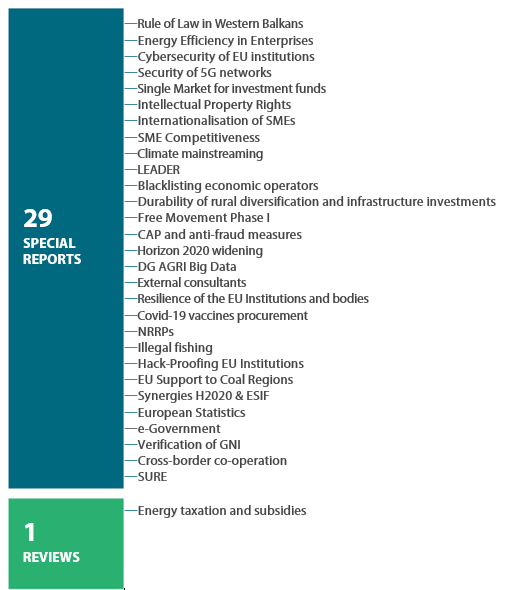 Rule of Law in Western Balkans
Energy Efficiency in Enterprises
Cybersecurity of EU institutions
Security of 5G networks
Single Market for investment funds
Intellectual Property Rights
Internationalisation of SMEs
SME Competitiveness
Climate mainstreaming
LEADER
Blacklisting economic operators
Durability of rural diversification and infrastructure investments
29
SPECIAL
REPORTS
Free Movement Phase I
CAP and anti-fraud measures
Horizon 2020 widening
DG AGRI Big Data
External consultants
Resilience of the EU Institutions and bodies
Covid-19 vaccines procurement
NRRPs
Illegal fishing
Hack-Proofing EU Institutions
EU Support to Coal Regions
Synergies H2020 & ESIF
European Statistics
e-Government
Verification of GNI
Cross-border co-operation
SURE
1
REVIEWS
Energy taxation and subsidies